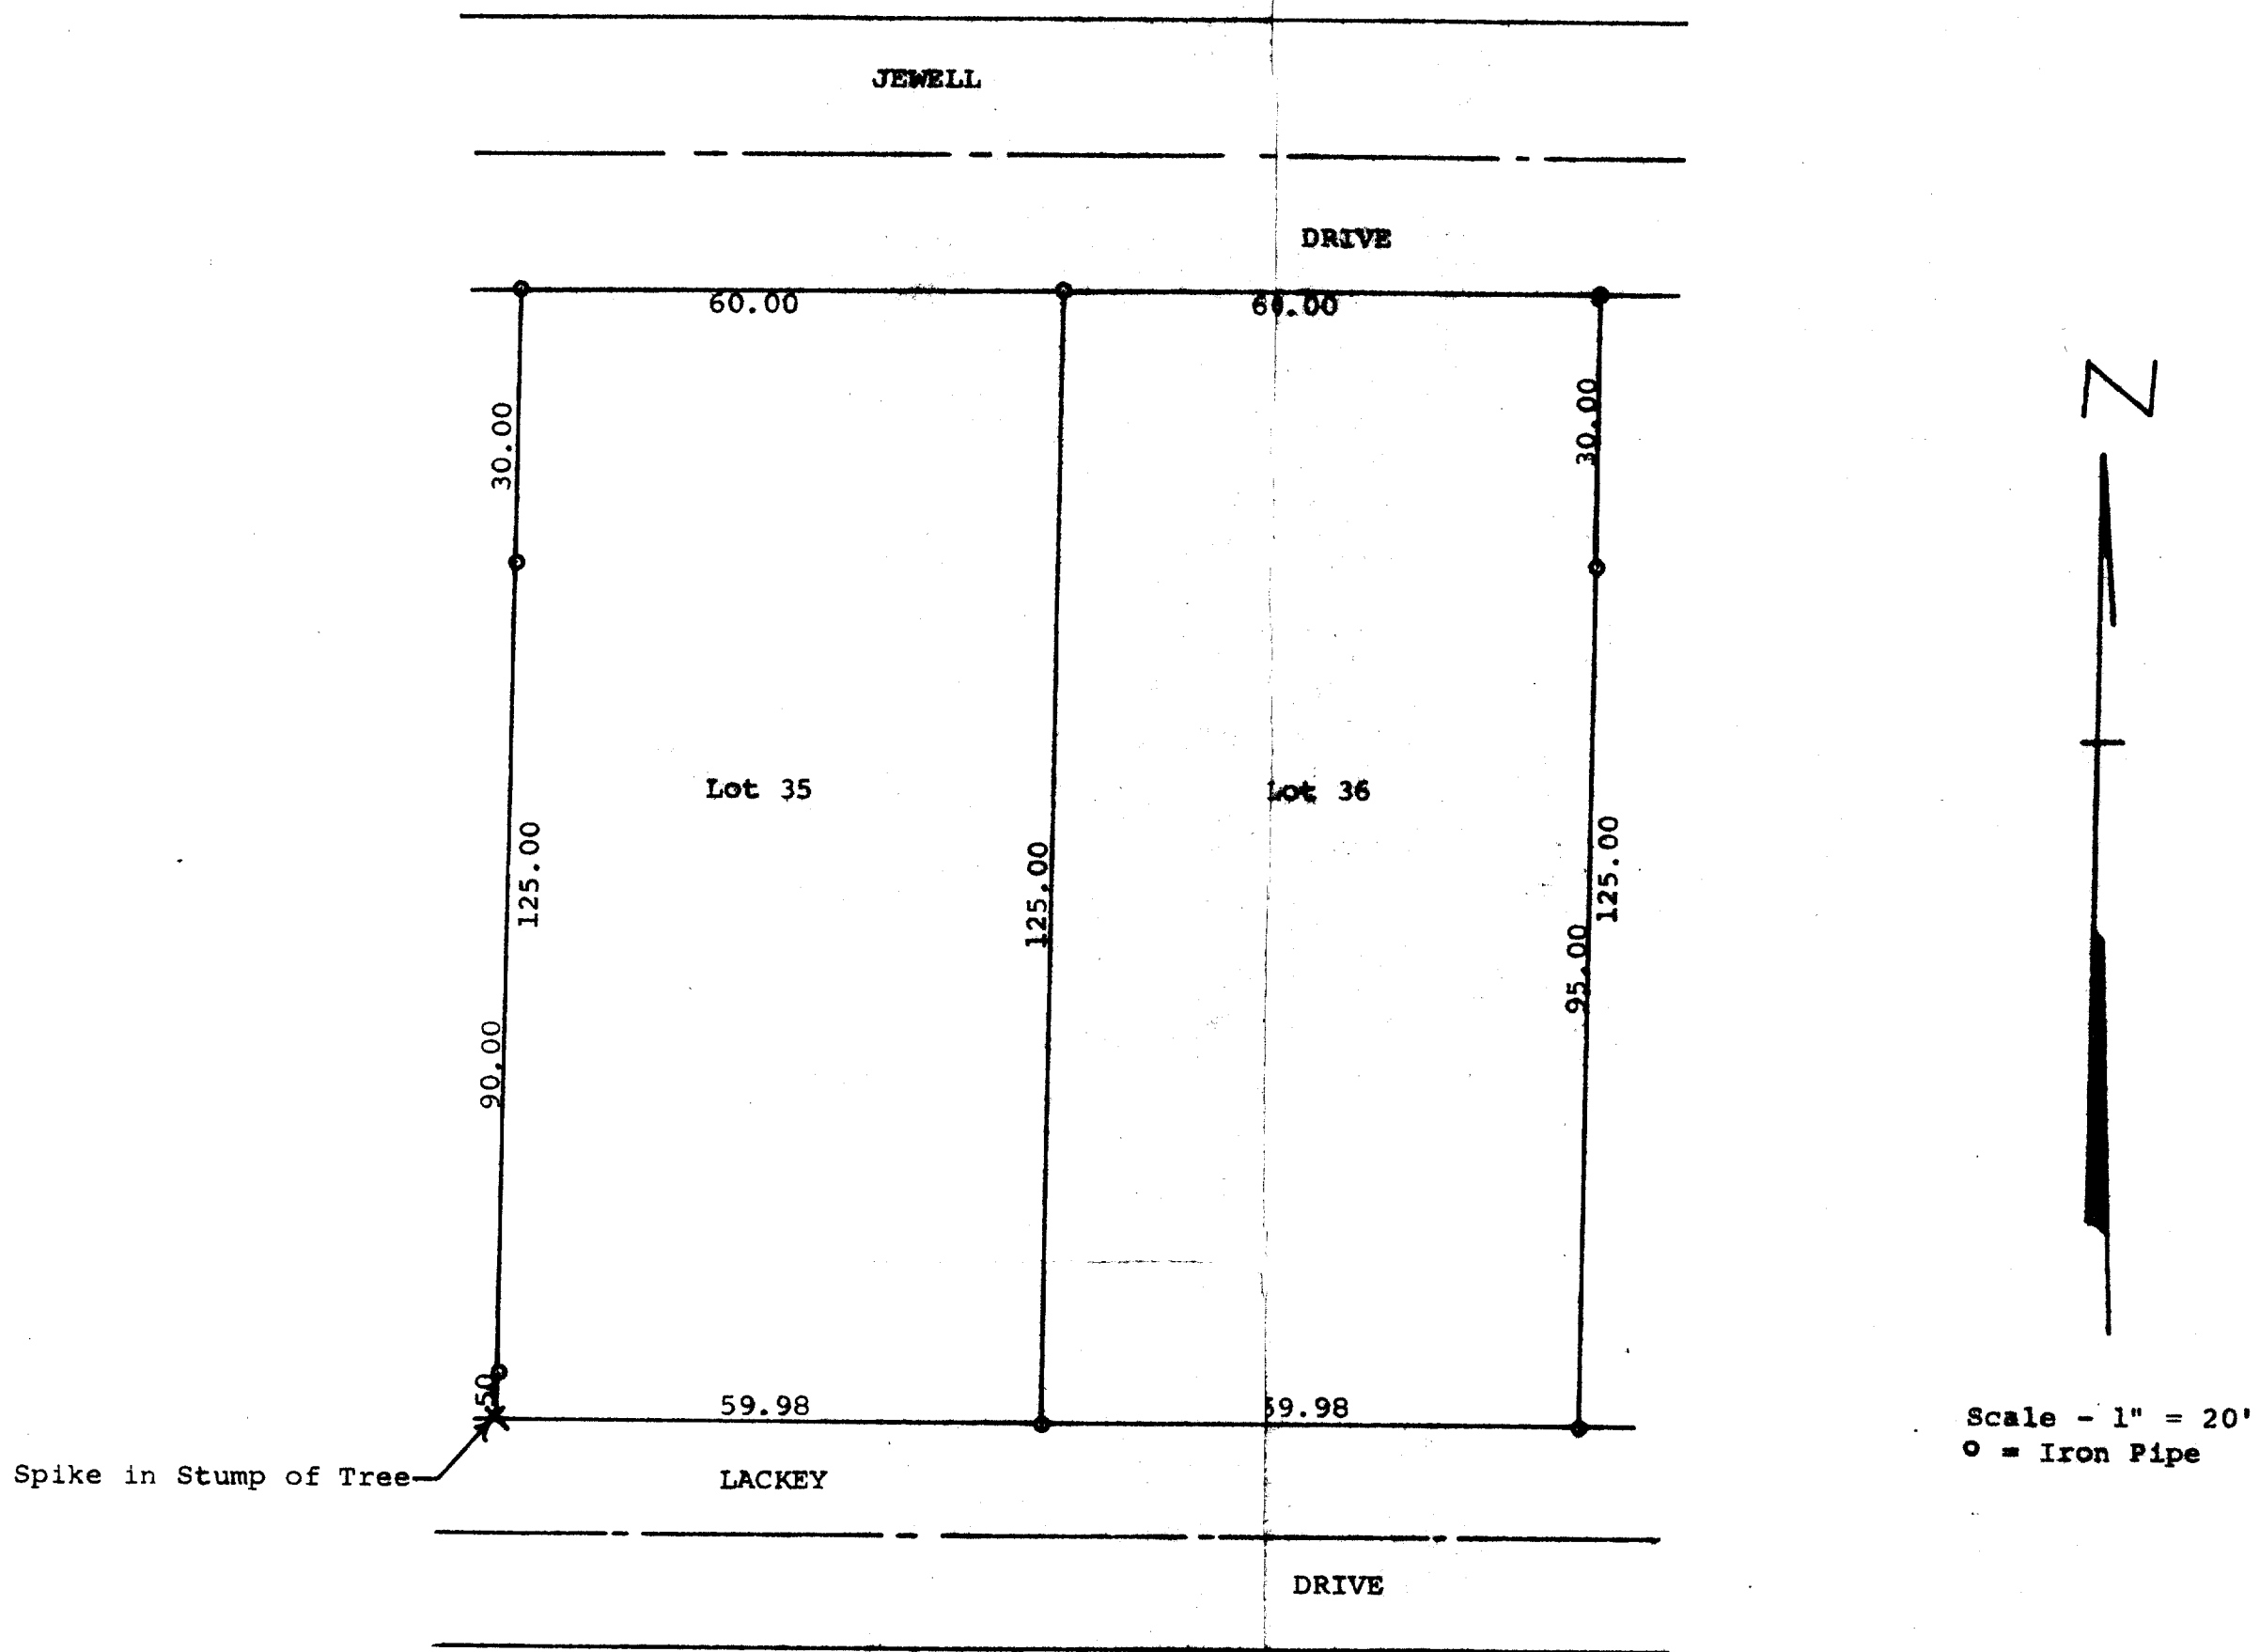 JEWELL
DRIVE
60.00
60.00
30.00
30.00
N
Lot 35
Lot 36
125.00
125.00
125.00
95.00
90.00
50
59.98
59.98
Scale - 1" = 20'
o = Iron Pipe
Spike in Stump of Tree
LACKEY
DRIVE